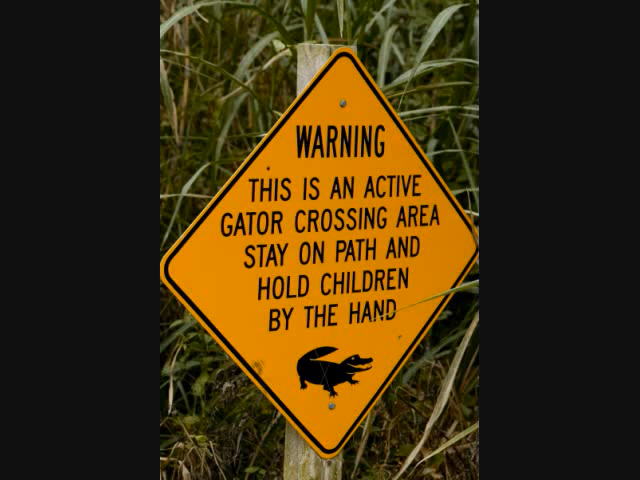 WARNING
THIS IS AN ACTIVE
GATOR CROSSING AREA
STAY ON PATH AND
HOLD CHILDREN
BY THE HAND